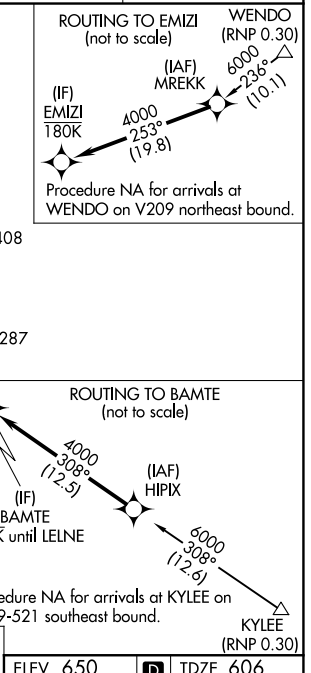 ROUTING TO EMIZI
(not to scale)
WENDO
(RNP 0.30)
6000
236°
(10.1)
(IAF)
MREKK
4000
253°
(19.8)
(IF)
EMIZI
180K
Procedure NA for arrivals at
WENDO on V209 northeast bound.
408
287
ROUTING TO BAMTE
(not to scale)
4000
308°
(12.5)
(IAF)
HIPIX
(IF)
BAMTE
K until LELNE
6000
308°
(12.6)
edure NA for arrivals at KYLEE on
9-521 southeast bound.
KYLEE
(RNP 0.30)
ELEV 650
D
TDZE 606